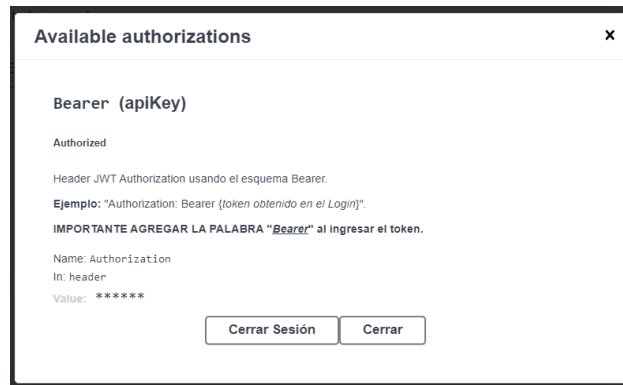 Available authorizations
Bearer (apiKey)
Authorized
Header JWT Authorization usando el esquema Bearer.
Ejemplo: "Authorization: Bearer {token obtenido en el Login}".
IMPORTANTE AGREGAR LA PALABRA "Bearer" al ingresar el token.
Name: Authorization
In: header
Value: ******
Cerrar Sesión Cerrar